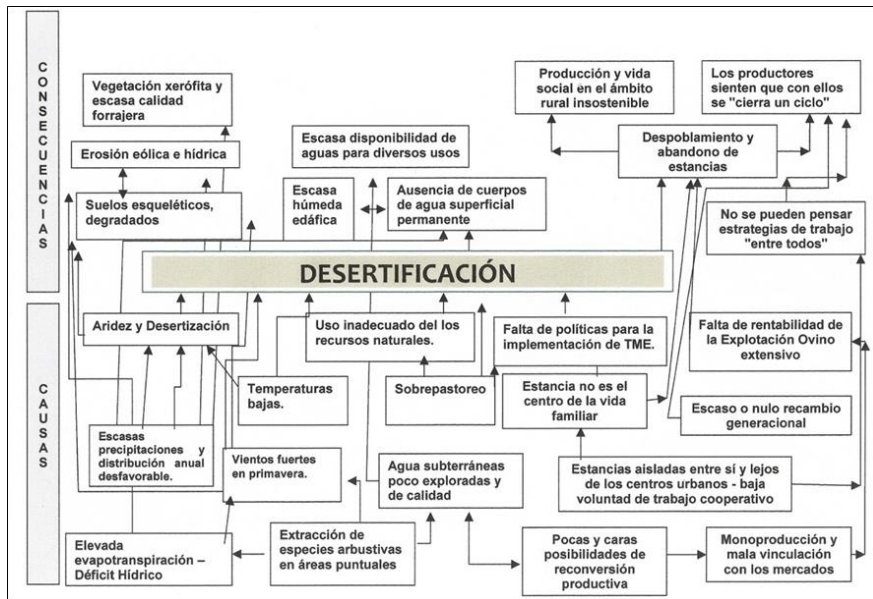 CONSECUENCIAS
Vegetación xerófita y
escasa calidad
forrajera
Erosión eólica e hídrica
Suelos esqueléticos,
degradados
Escasa disponibilidad de
aguas para diversos usos
Escasa
húmeda
edáfica
Ausencia de cuerpos
de agua superficial
permanente
Producción y vida
social en el ámbito
rural insostenible
Los productores
sienten que con ellos
se "cierra un ciclo"
Despoblamiento y
abandono de
estancias
No se pueden pensar
estrategias de trabajo
"entre todos"
DESERTIFICACIÓN
CAUSAS
Aridez y Desertización
Uso inadecuado del los
recursos naturales.
Falta de políticas para la
implementación de TME.
Falta de rentabilidad de
la Explotación Ovino
extensivo
Temperaturas
bajas.
Sobrepastoreo
Estancia no es el
centro de la vida
familiar
Escaso o nulo recambio
generacional
Escasas
precipitaciones y
distribución anual
desfavorable.
Vientos fuertes
en primavera.
Agua subterráneas
poco exploradas y
de calidad
Estancias aisladas entre sí y lejos
de los centros urbanos - baja
voluntad de trabajo cooperativo
Elevada
evapotranspiración –
Déficit Hídrico
Extracción de
especies arbustivas
en áreas puntuales
Pocas y caras
posibilidades de
reconversión
productiva
Monoproducción y
mala vinculación
con los mercados